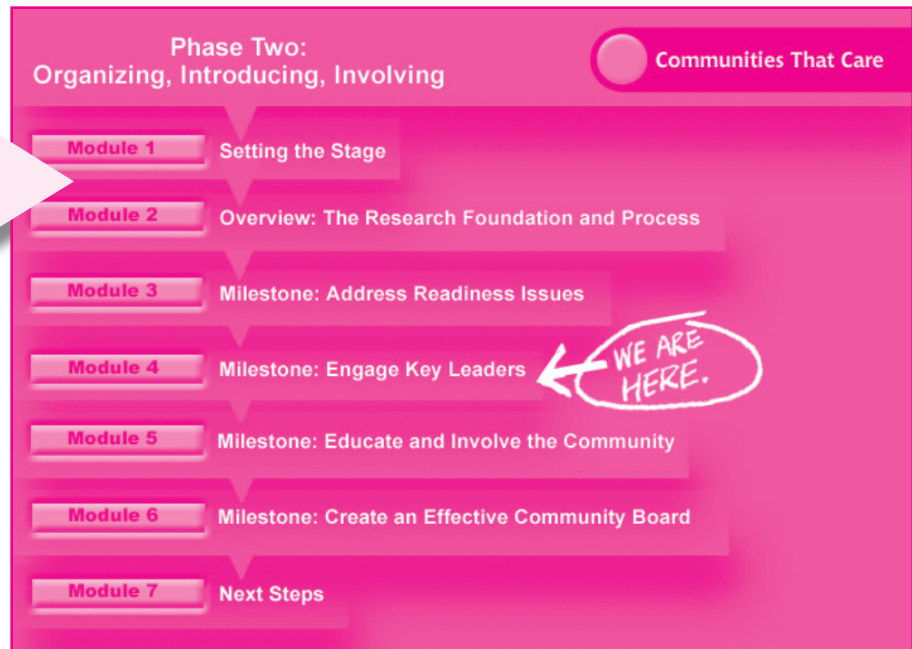 Phase Two:
Organizing, Introducing, Involving
Communities That Care
Module 1 Setting the Stage
Module 2 Overview: The Research Foundation and Process
Module 3 Milestone: Address Readiness Issues
Module 4 Milestone: Engage Key Leaders
WE ARE
HERE.
Module 5 Milestone: Educate and Involve the Community
Module 6 Milestone: Create an Effective Community Board
Module 7 Next Steps